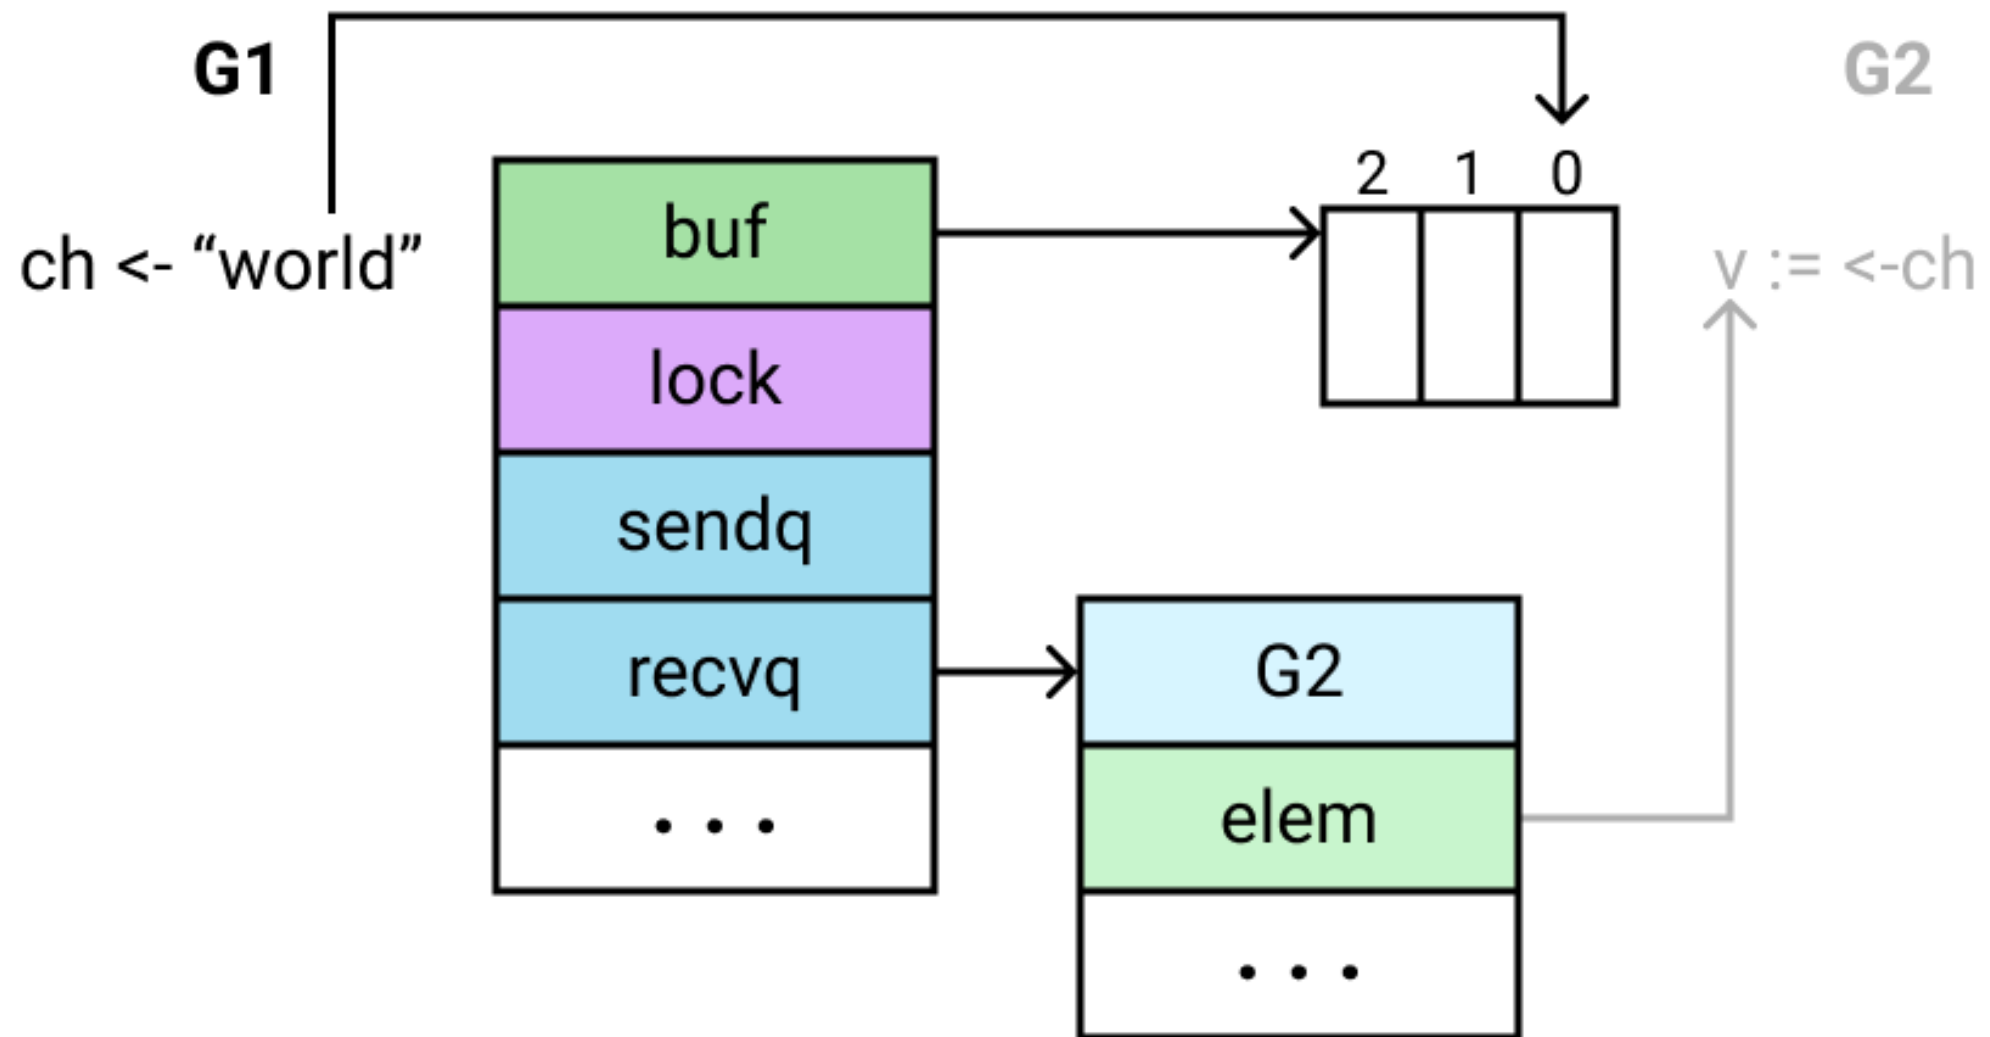 G1
G2
2 1 0
ch <- “world”
buf
v := <-ch
lock
sendq
recvq
G2
. . .
elem
. . .